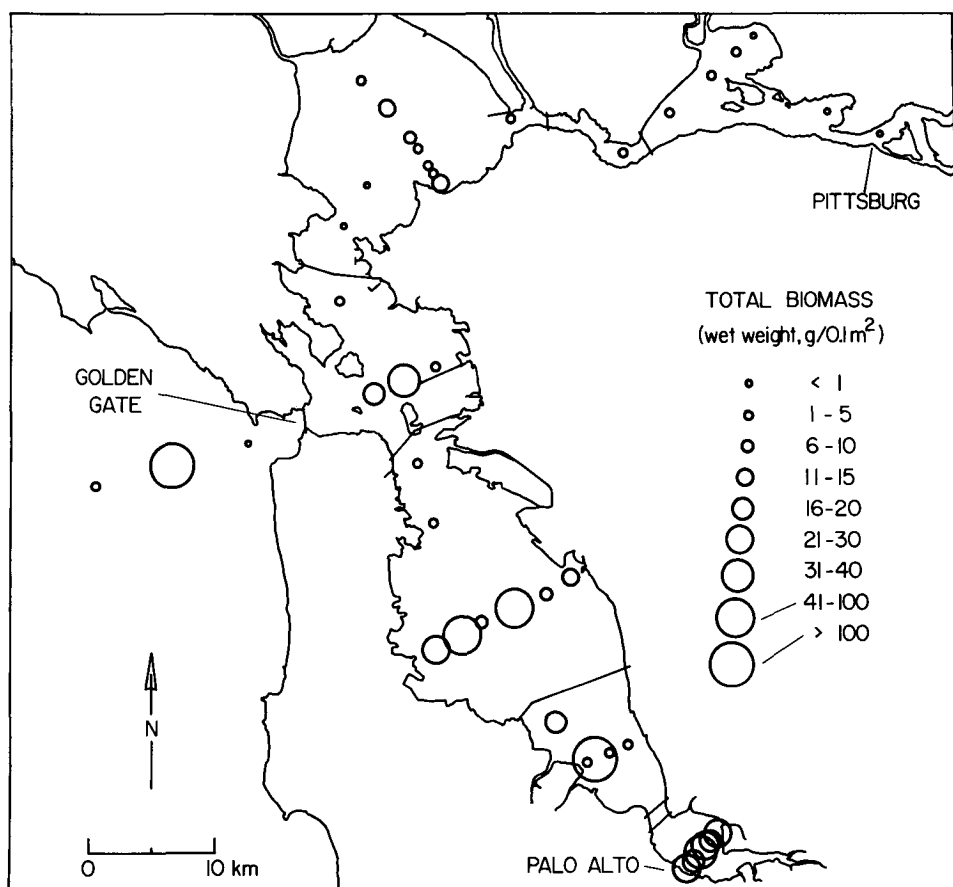 PITTSBURG
TOTAL BIOMASS
(wet weight, g/0.1m²)
< 1
1-5
6-10
11-15
16-20
21-30
31-40
41-100
> 100
GOLDEN
GATE
N
0 10 km
PALO ALTO